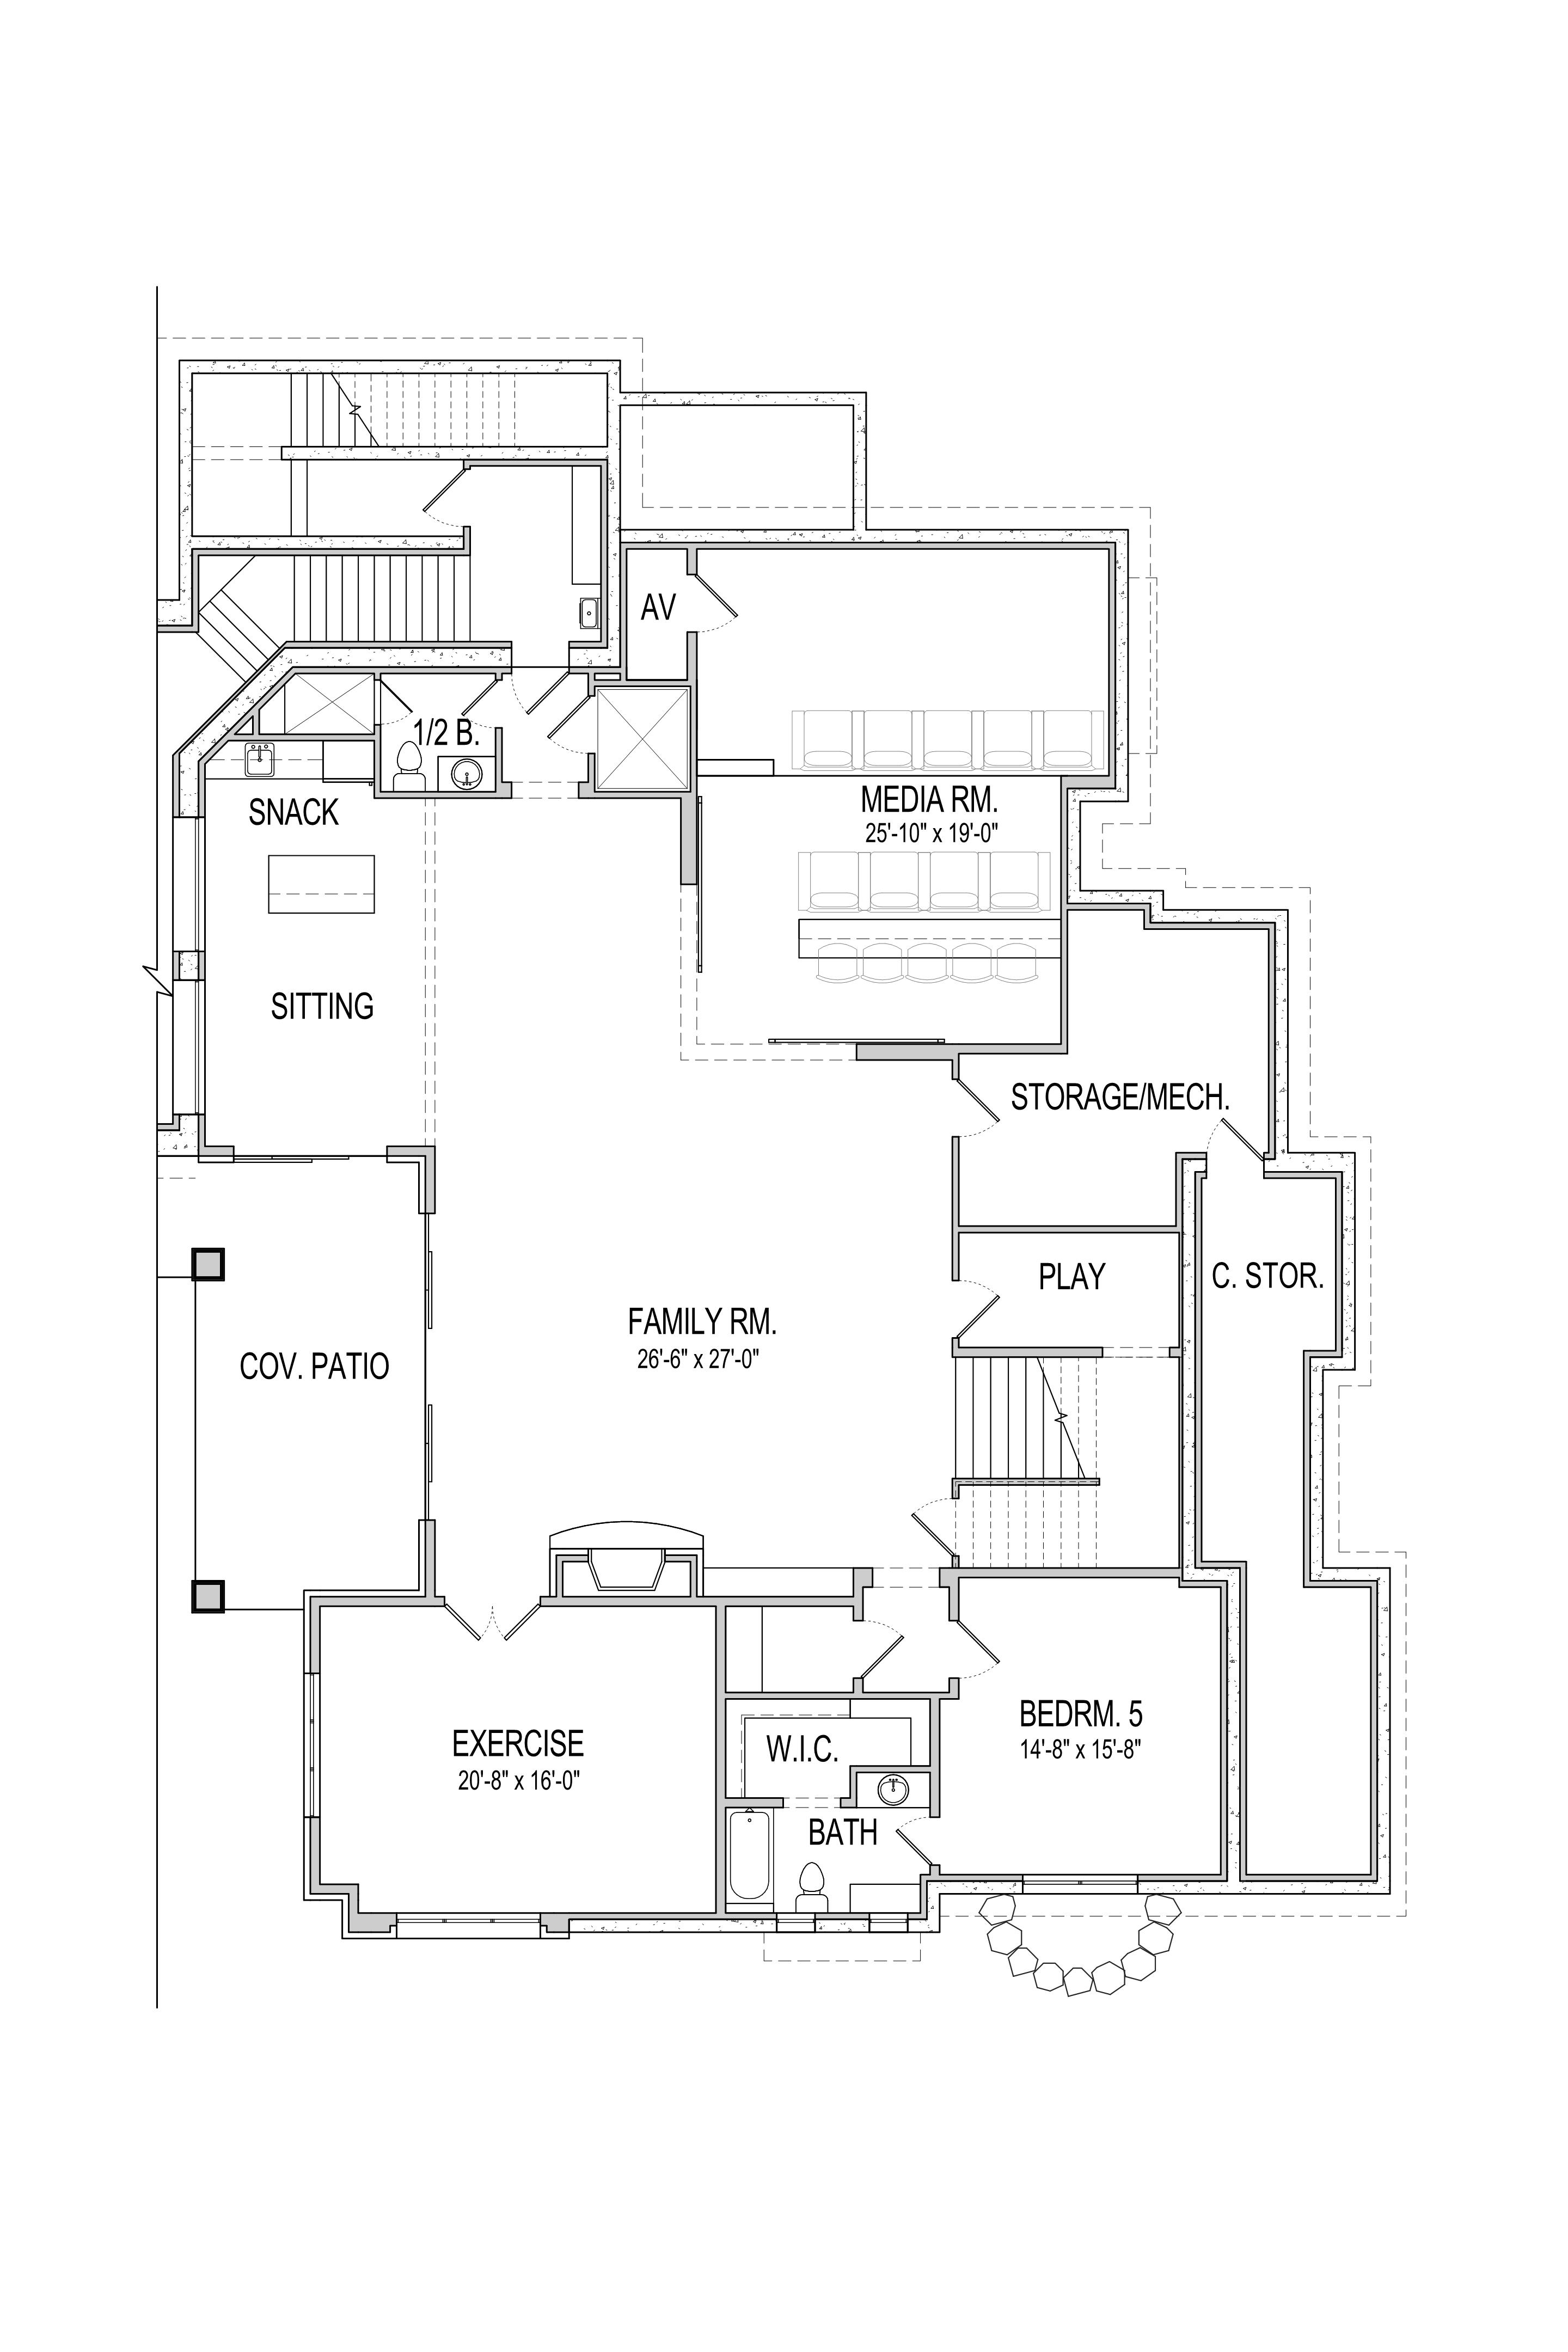 AV
1/2 B.
SNACK
MEDIA RM.
25'-10" x 19'-0"
SITTING
STORAGE/MECH.
PLAY
C. STOR.
FAMILY RM.
26'-6" x 27'-0"
COV. PATIO
BEDRM. 5
14'-8" x 15'-8"
EXERCISE
20'-8" x 16'-0"
W.I.C.
BATH